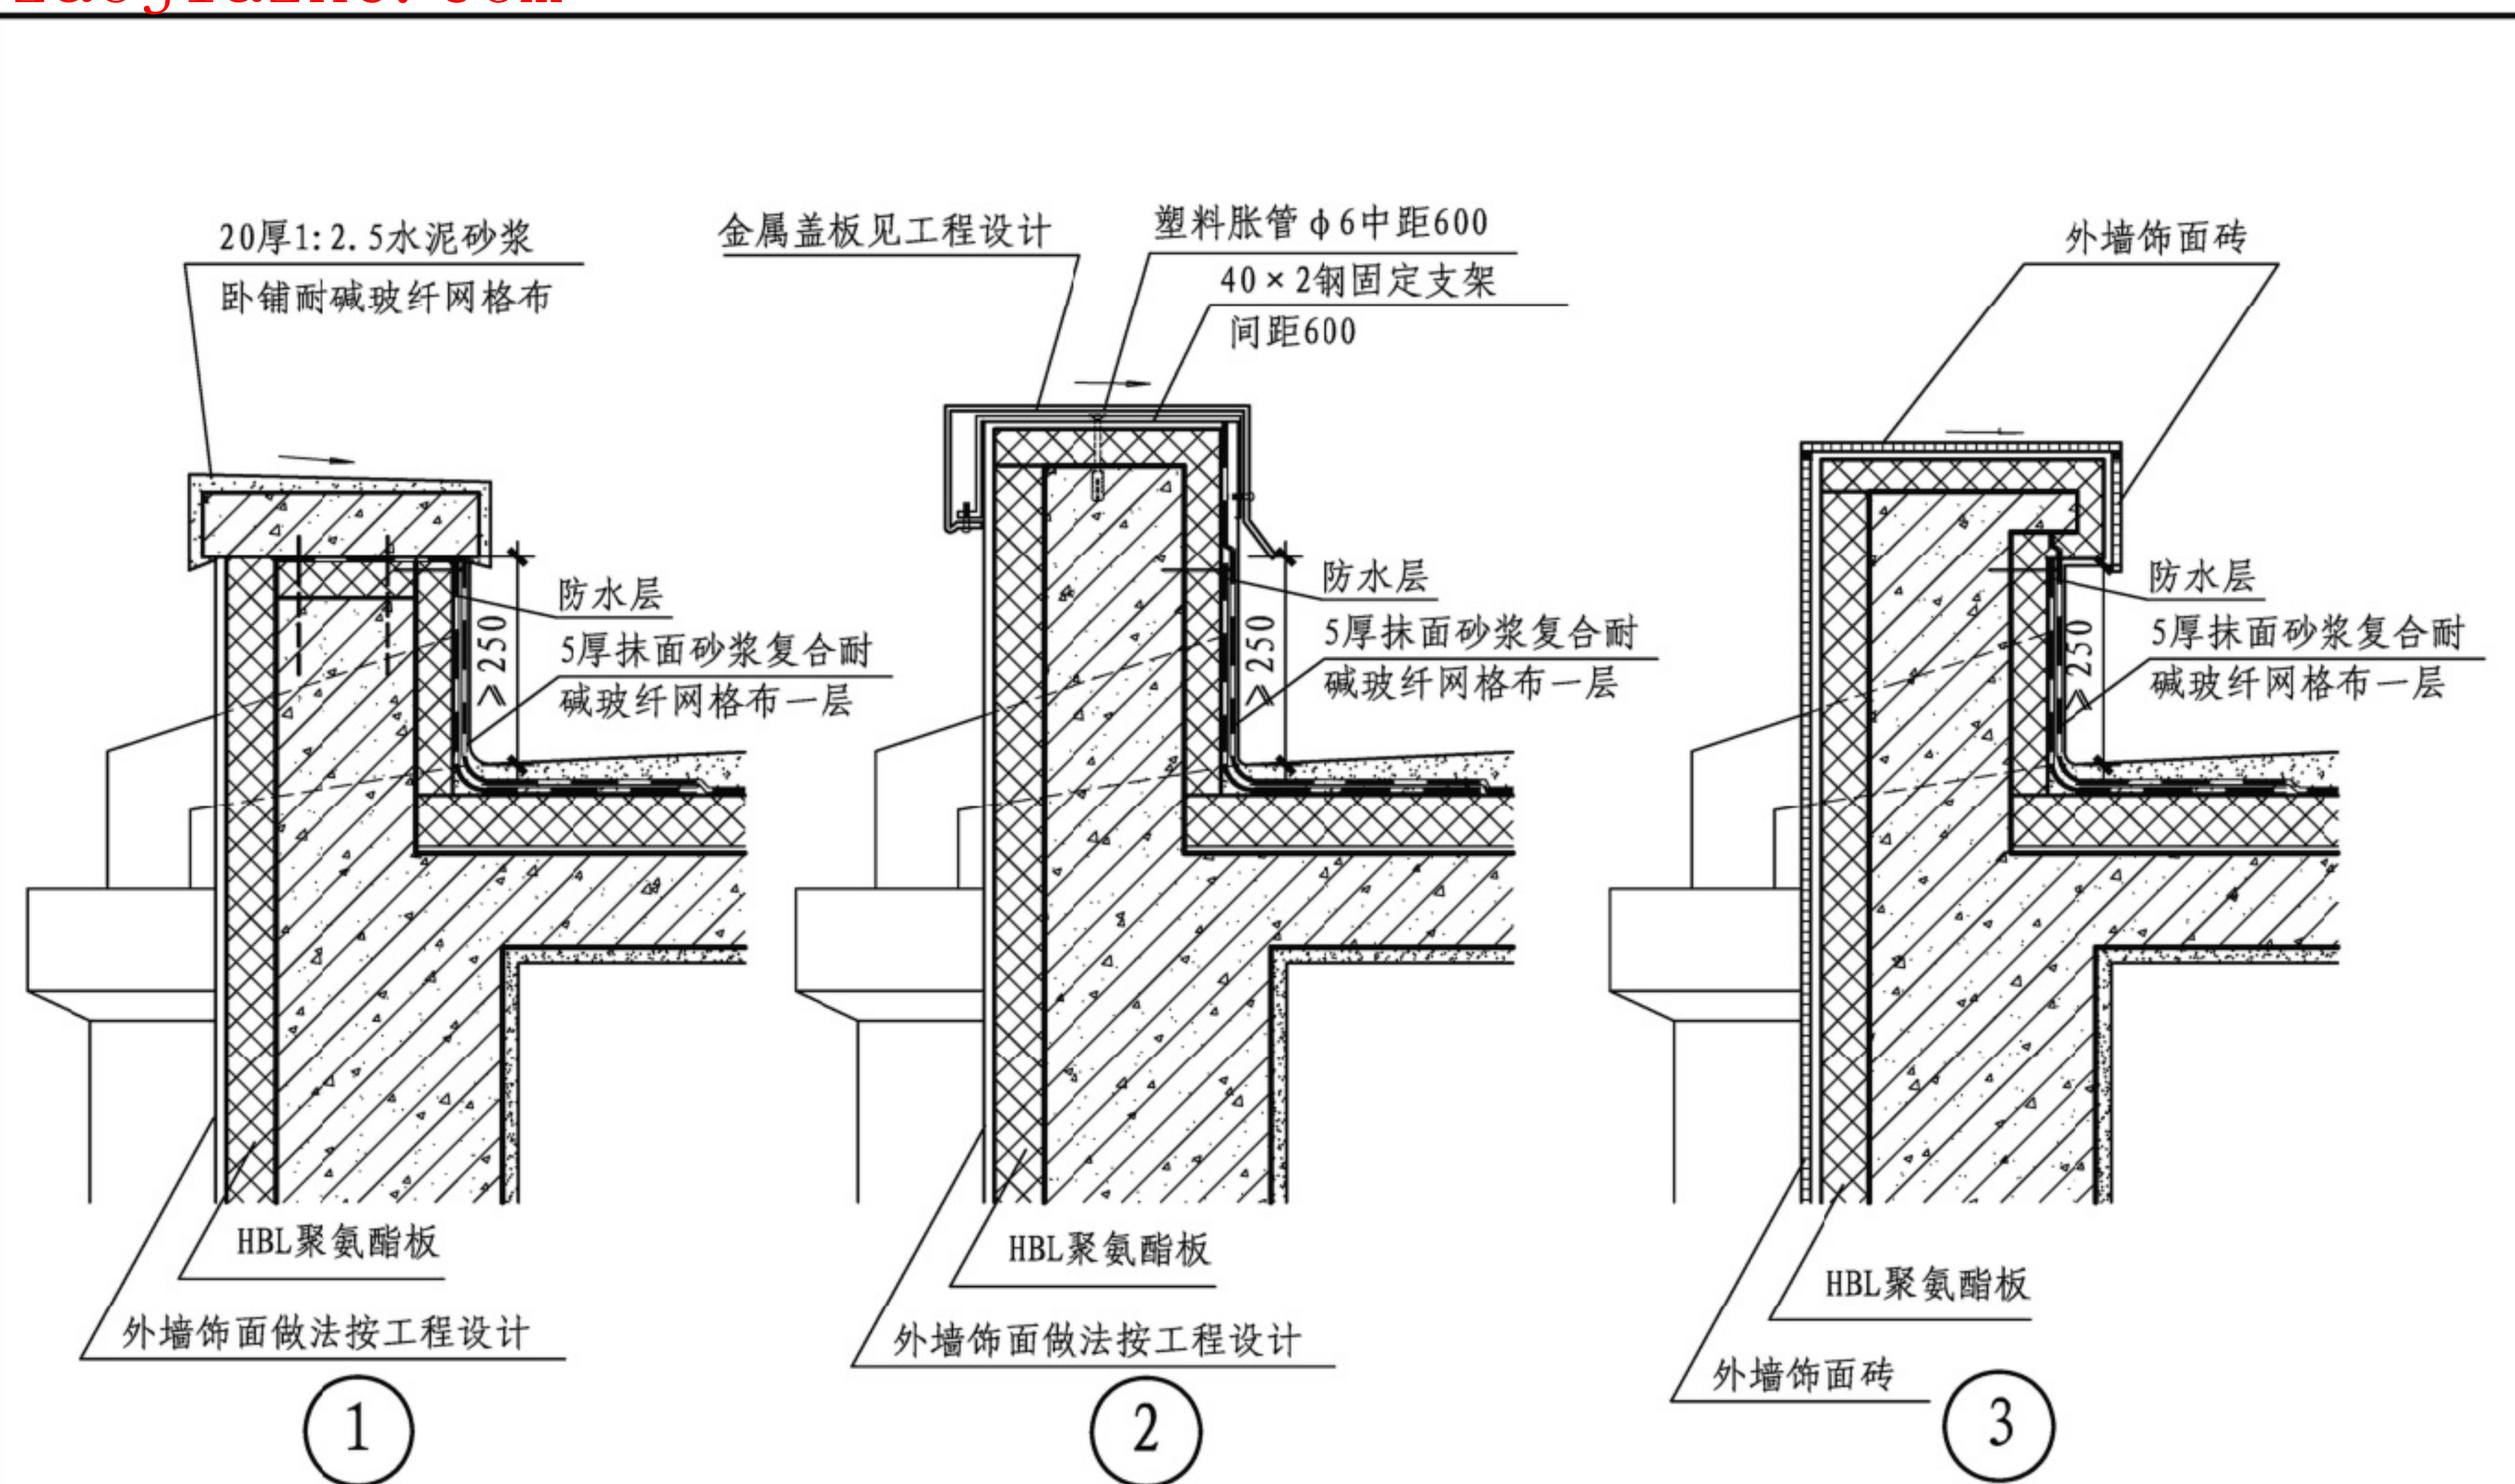 20厚1:2.5水泥砂浆
卧铺耐碱玻纤网格布
防水层
5厚抹面砂浆复合耐
碱玻纤网格布一层
≥250
HBL聚氨酯板
外墙饰面做法按工程设计
1
金属盖板见工程设计
塑料胀管φ6中距600
40×2钢固定支架
间距600
防水层
5厚抹面砂浆复合耐
碱玻纤网格布一层
≥250
HBL聚氨酯板
外墙饰面做法按工程设计
2
外墙饰面砖
防水层
5厚抹面砂浆复合耐
碱玻纤网格布一层
≥250
HBL聚氨酯板
外墙饰面砖
3